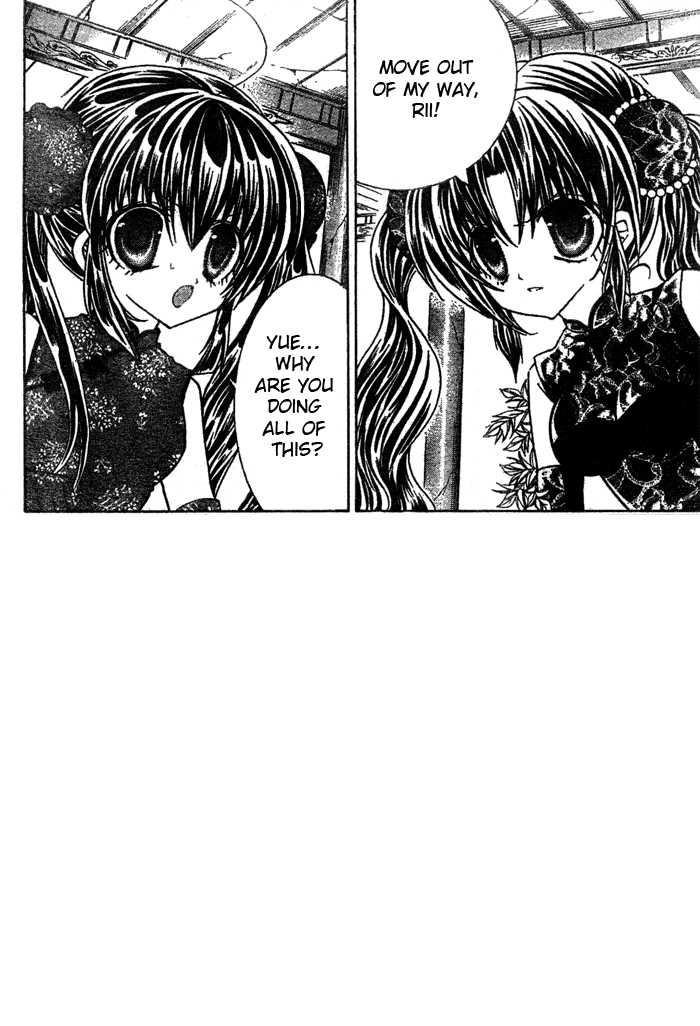 MOVE OUT
OF MY WAY,
RII!
YUE...
WHY
ARE YOU
DOING
ALL OF
THIS?